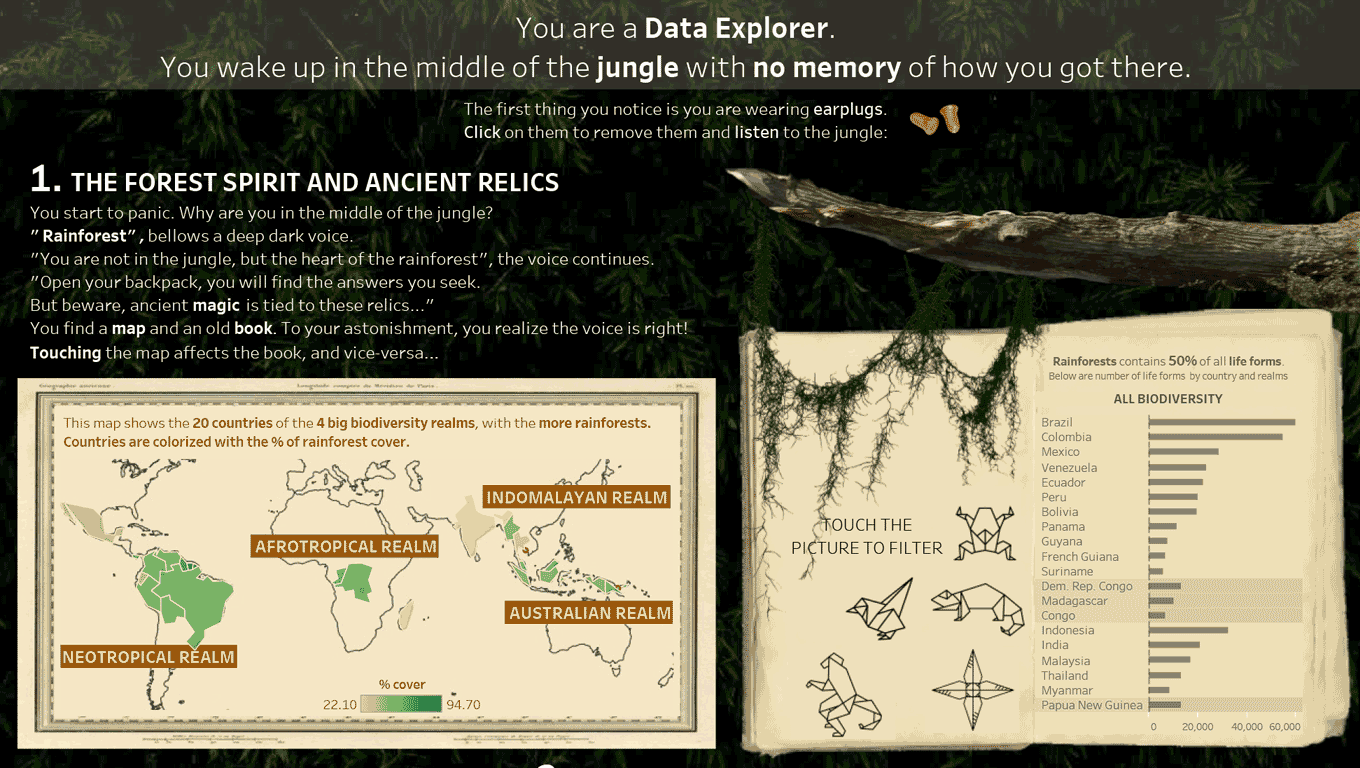 You are a Data Explorer.
You wake up in the middle of the jungle with no memory of how you got there.
The first thing you notice is you are wearing earplugs.
Click on them to remove them and listen to the jungle:
1. THE FOREST SPIRIT AND ANCIENT RELICS
You start to panic. Why are you in the middle of the jungle?
” Rainforest” , bellows a deep dark voice.
”You are not in the jungle, but the heart of the rainforest”, the voice continues.
”Open your backpack, you will find the answers you seek.
But beware, ancient magic is tied to these relics...”
You find a map and an old book. To your astonishment, you realize the voice is right!
Touching the map affects the book, and vice-versa...
This map shows the 20 countries of the 4 big biodiversity realms, with the more rainforests.
Countries are colorized with the % of rainforest cover.
INDOMALAYAN REALM
AFROTROPICAL REALM
AUSTRALIAN REALM
NEOTROPICAL REALM
% cover
22.10 94.70
TOUCH THE
PICTURE TO FILTER
Rainforests contains 50% of all life forms.
Below are number of life forms by country and realms
ALL BIODIVERSITY
Brazil
Colombia
Mexico
Venezuela
Ecuador
Peru
Bolivia
Panama
Guyana
French Guiana
Suriname
Dem. Rep. Congo
Madagascar
Congo
Indonesia
India
Malaysia
Thailand
Myanmar
Papua New Guinea
0 20,000 40,000 60,000